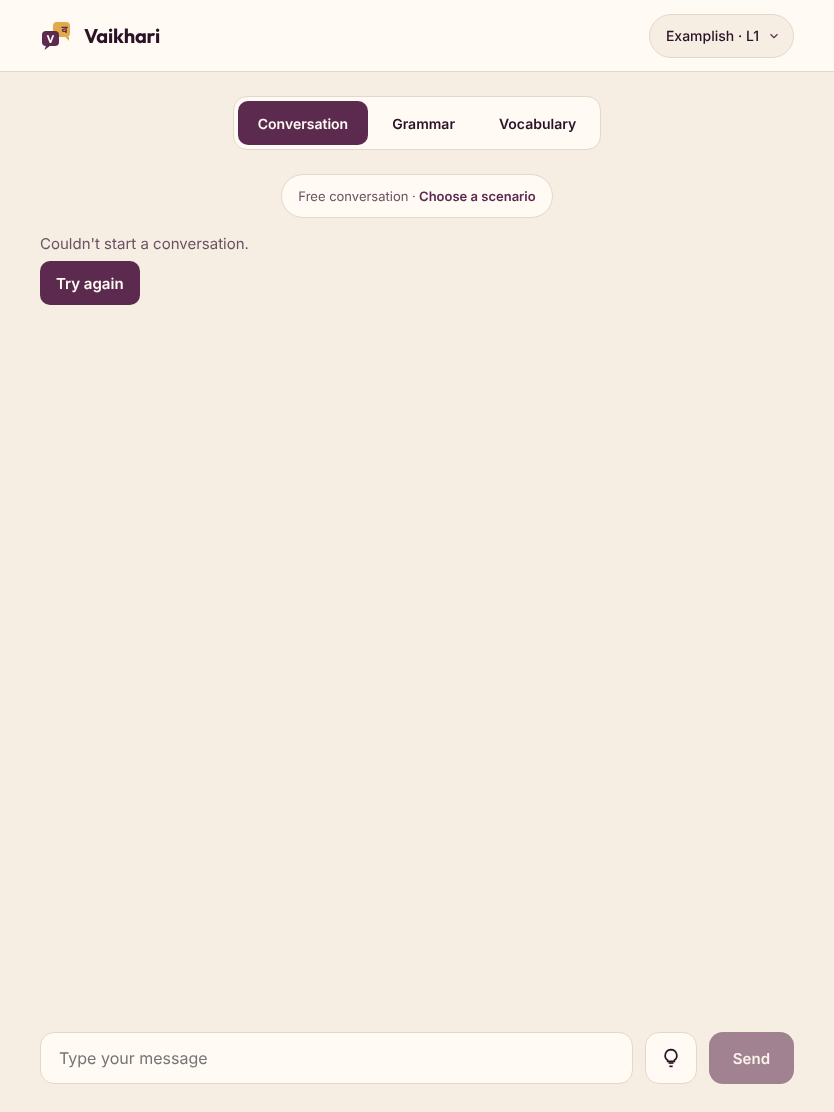 V
व
Vaikhari
Examplish · L1
Conversation
Grammar
Vocabulary
Free conversation · Choose a scenario
Couldn't start a conversation.
Try again
Type your message
Send